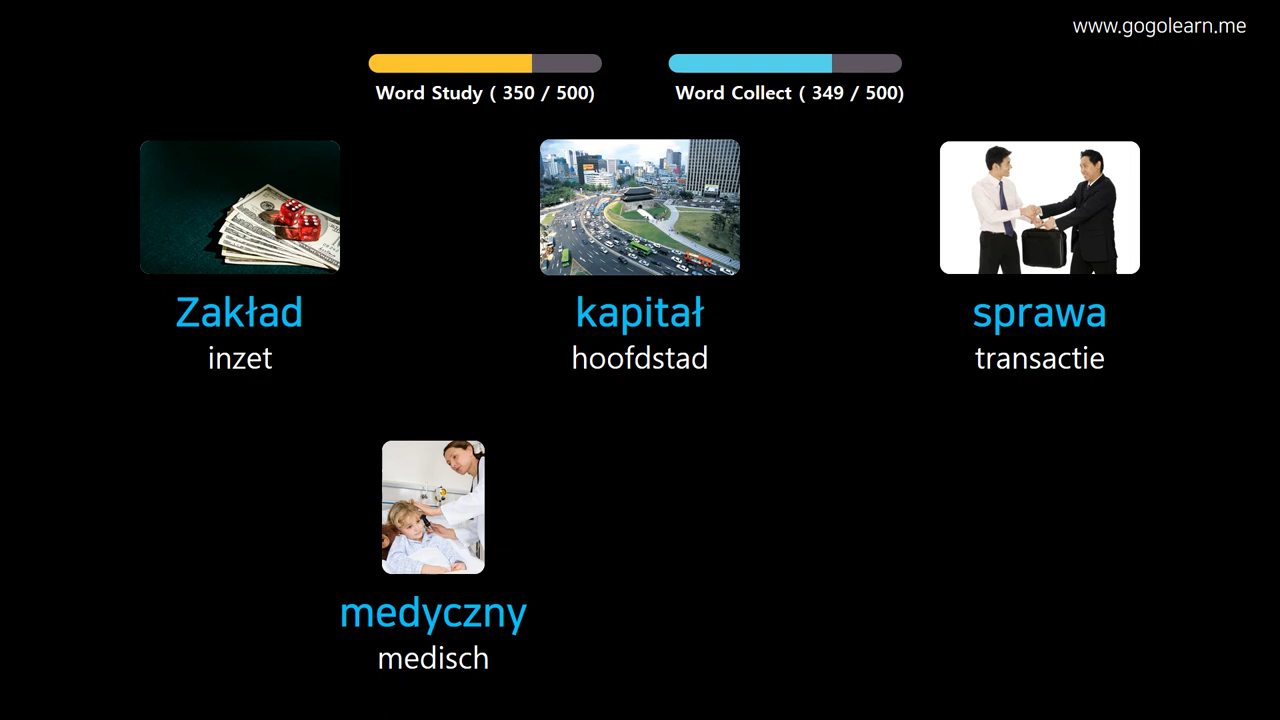 www.gogolearn.me
Word Study ( 350 / 500)
Word Collect ( 349 / 500)
Zakład
inzet
kapitał
hoofdstad
sprawa
transactie
medyczny
medisch